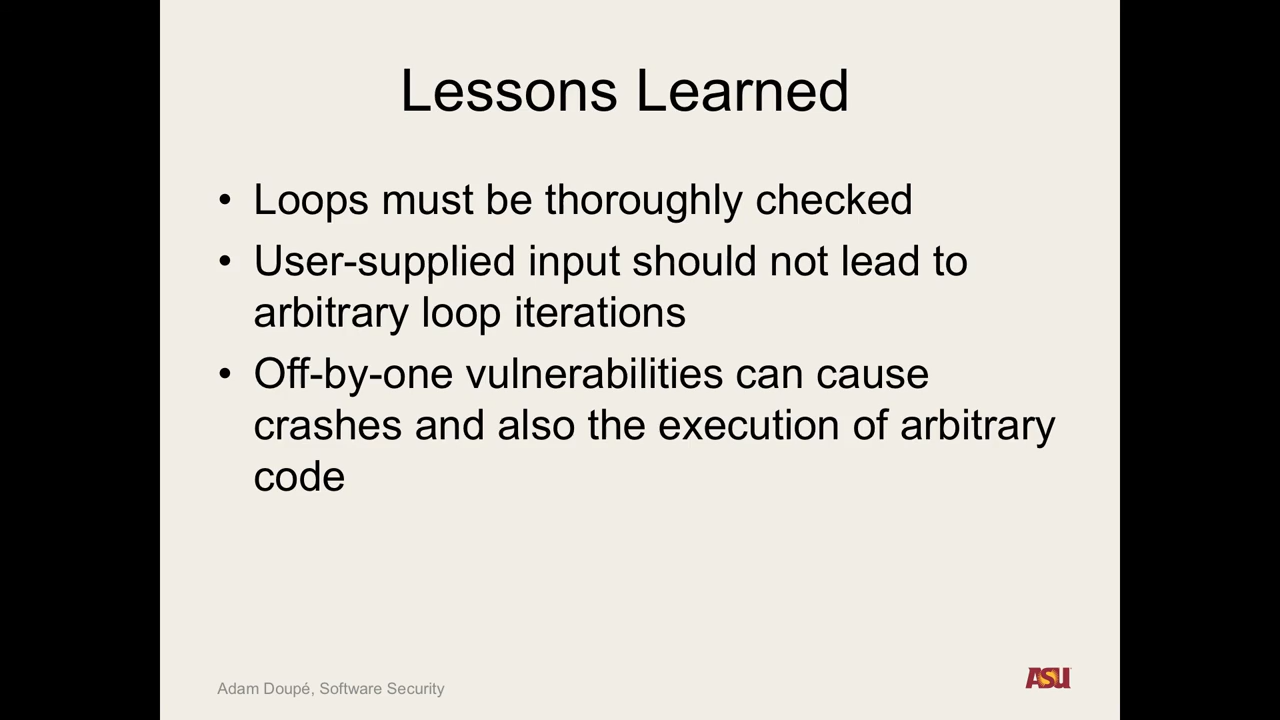 Lessons Learned
• Loops must be thoroughly checked
• User-supplied input should not lead to
arbitrary loop iterations
• Off-by-one vulnerabilities can cause
crashes and also the execution of arbitrary
code
Adam Doupé, Software Security
ASU